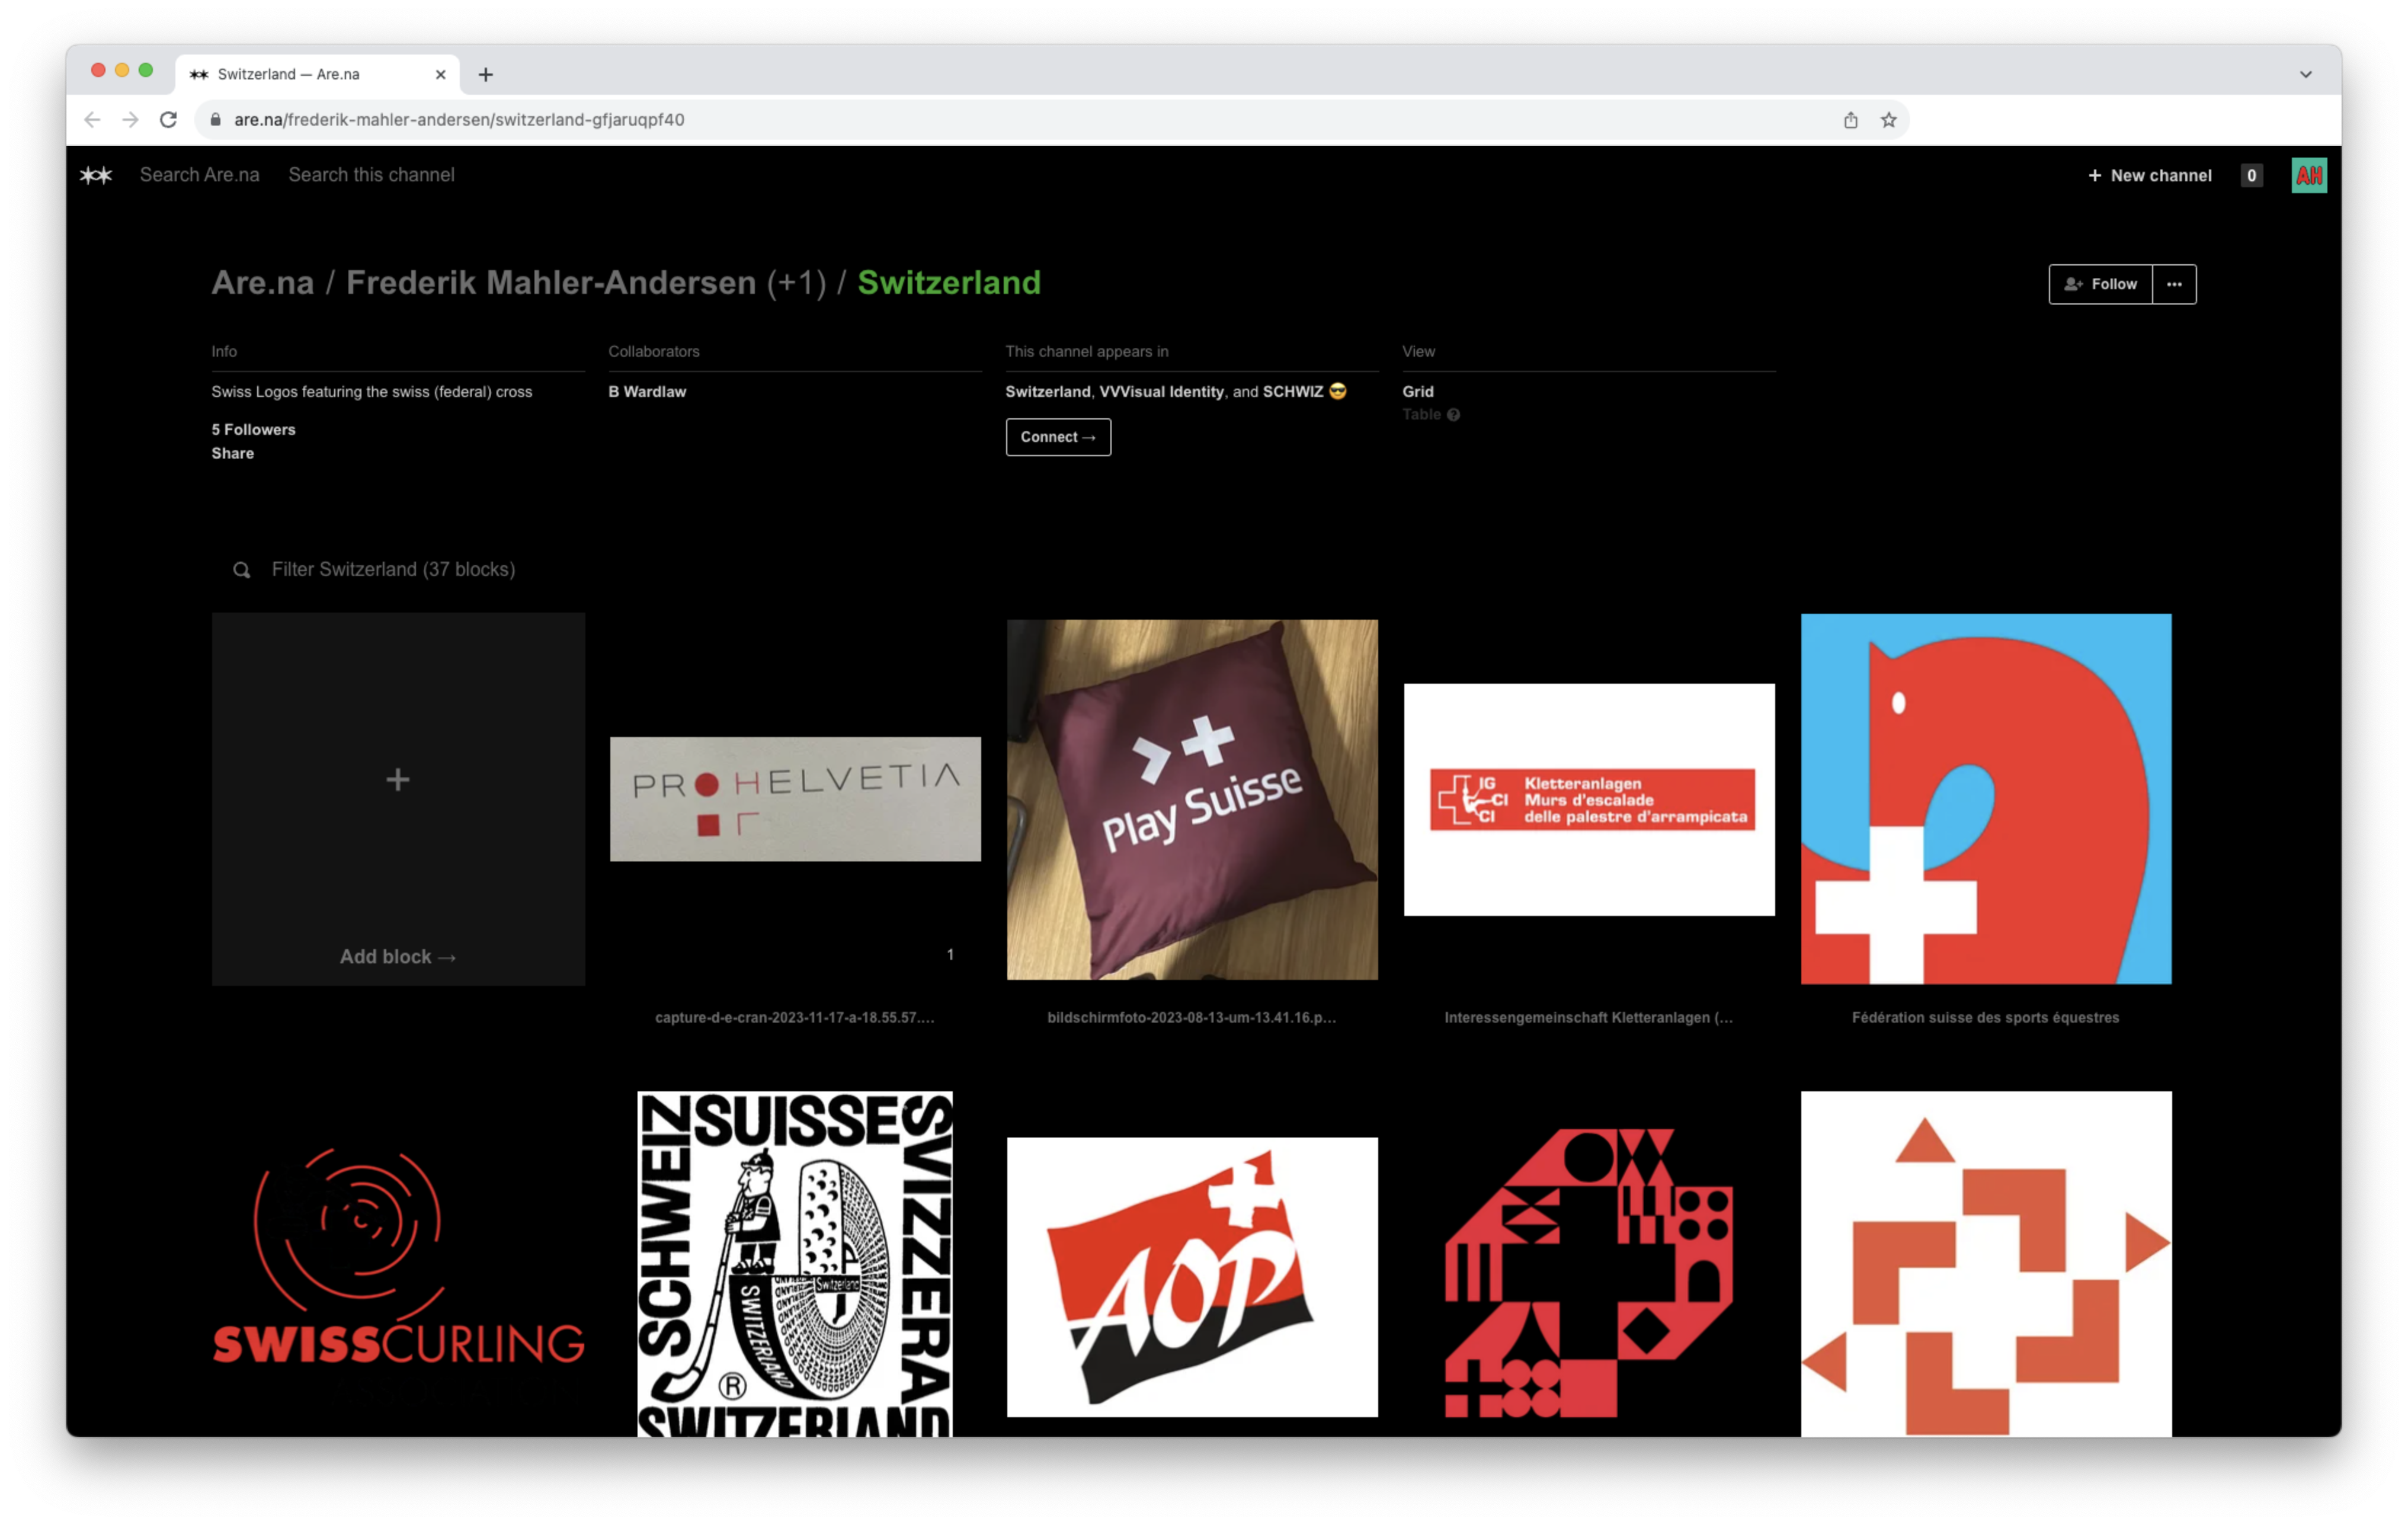 Switzerland — Are.na
are.na/frederik-mahler-andersen/switzerland-gfjaruqpf40
Search Are.na
Search this channel
+ New channel
0
AH
Are.na / Frederik Mahler-Andersen (+1) / Switzerland
Follow
Info
Swiss Logos featuring the swiss (federal) cross
5 Followers
Share
Collaborators
B Wardlaw
This channel appears in
Switzerland, VVVisual Identity, and SCHWIZ 😎
Connect →
View
Grid
Table
Filter Switzerland (37 blocks)
Add block →
PRO HELVETIA
1
capture-d-e-cran-2023-11-17-a-18.55.57....
Play Suisse
bildschirmfoto-2023-08-13-um-13.41.16.p...
IG
CI
CI
Kletteranlagen
Murs d'escalade
delle palestre d'arrampicata
Interessengemeinschaft Kletteranlagen (...
Fédération suisse des sports équestres
SWISSCURLING
SCHWEIZ
SUISSE
SVIZZERA
Switzerland
SWITZERLAND
®
SWITZERLAND
AOP